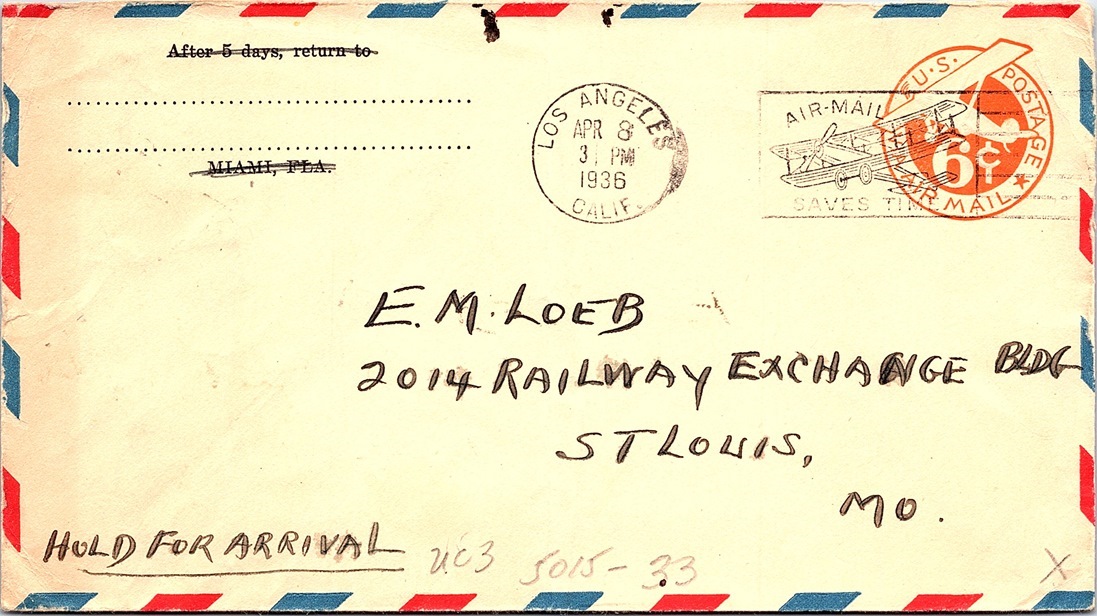 After 5 days, return to
MIAMI, FLA.
LOS ANGELES
APR 8
3 PM
1936
CALIF.
AIR-MAIL
SAVES TIME
U.S. POSTAGE
6¢
AIR MAIL
E. M. LOEB
2014 RAILWAY EXCHANGE BLDG
ST LOUIS,
MO.
HOLD FOR ARRIVAL
UC3 5015-33
X